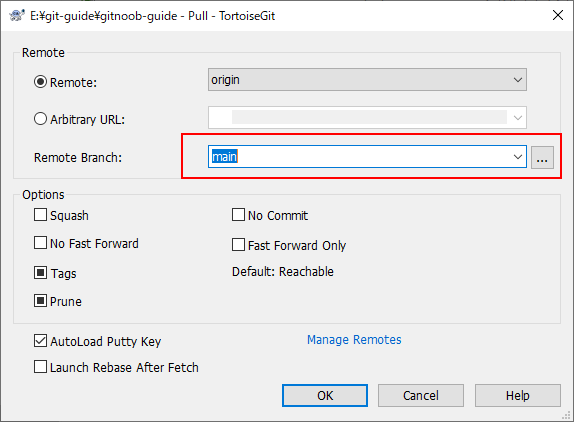 E:¥git-guide¥gitnoob-guide - Pull - TortoiseGit
Remote
Remote:
origin
Arbitrary URL:
Remote Branch:
main
...
Options
Squash
No Commit
No Fast Forward
Fast Forward Only
Tags
Default: Reachable
Prune
AutoLoad Putty Key
Manage Remotes
Launch Rebase After Fetch
OK
Cancel
Help